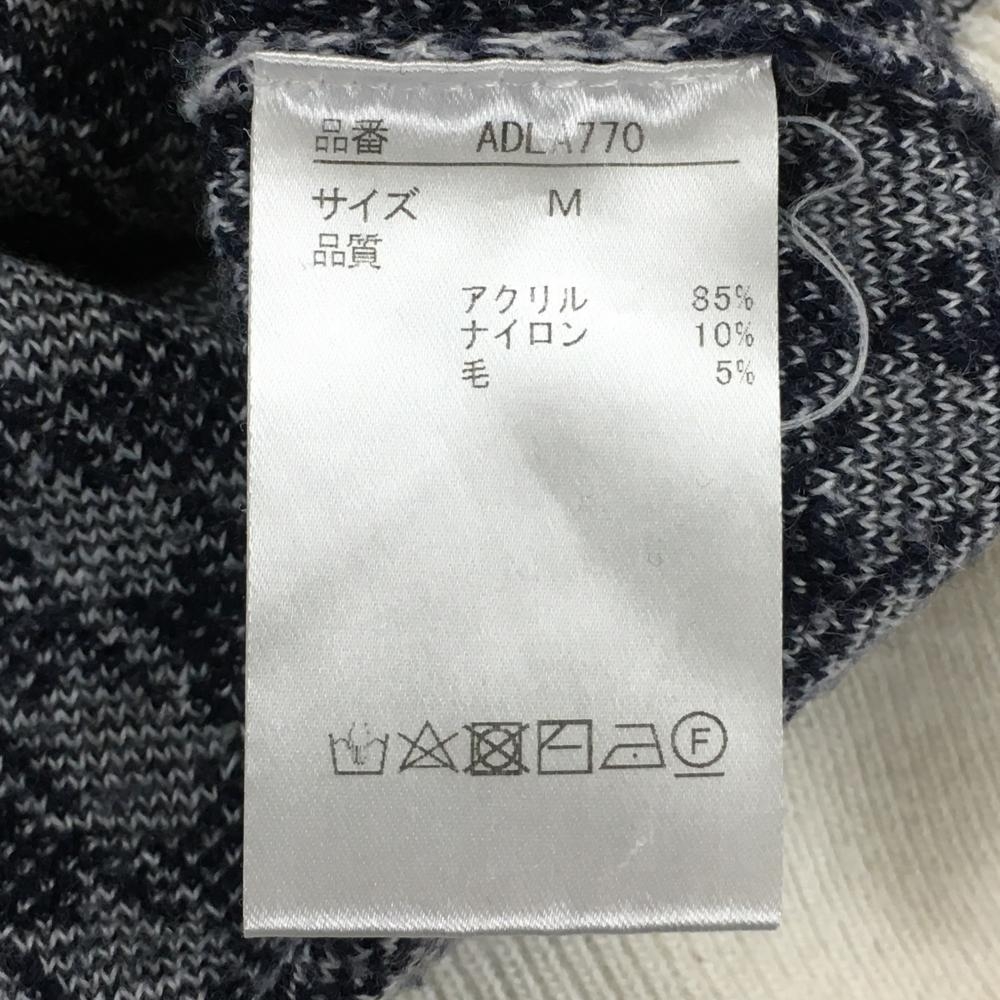 品番 ADLA770
サイズ M
品質
アクリル 85%
ナイロン 10%
毛 5%
F